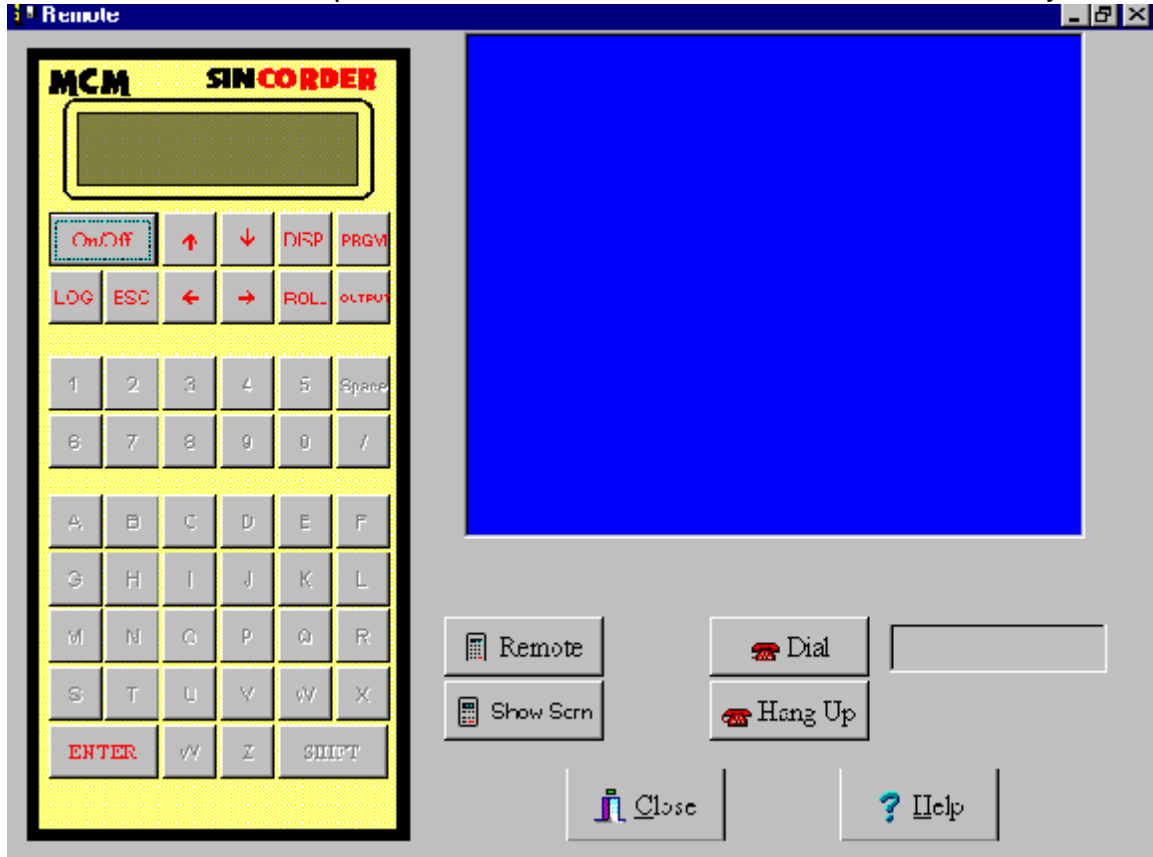 Remote
MCM SINCORDER
On/Off DISP PRGM
LOG ESC ROLL OUTPUT
1 2 3 4 5 Space
6 7 8 9 0 /
A B C D E F
G H I J K L
M N O P Q R
S T U V W X
ENTER Z SHIFT
Remote
Dial
Show Scrn
Hang Up
Close
Help